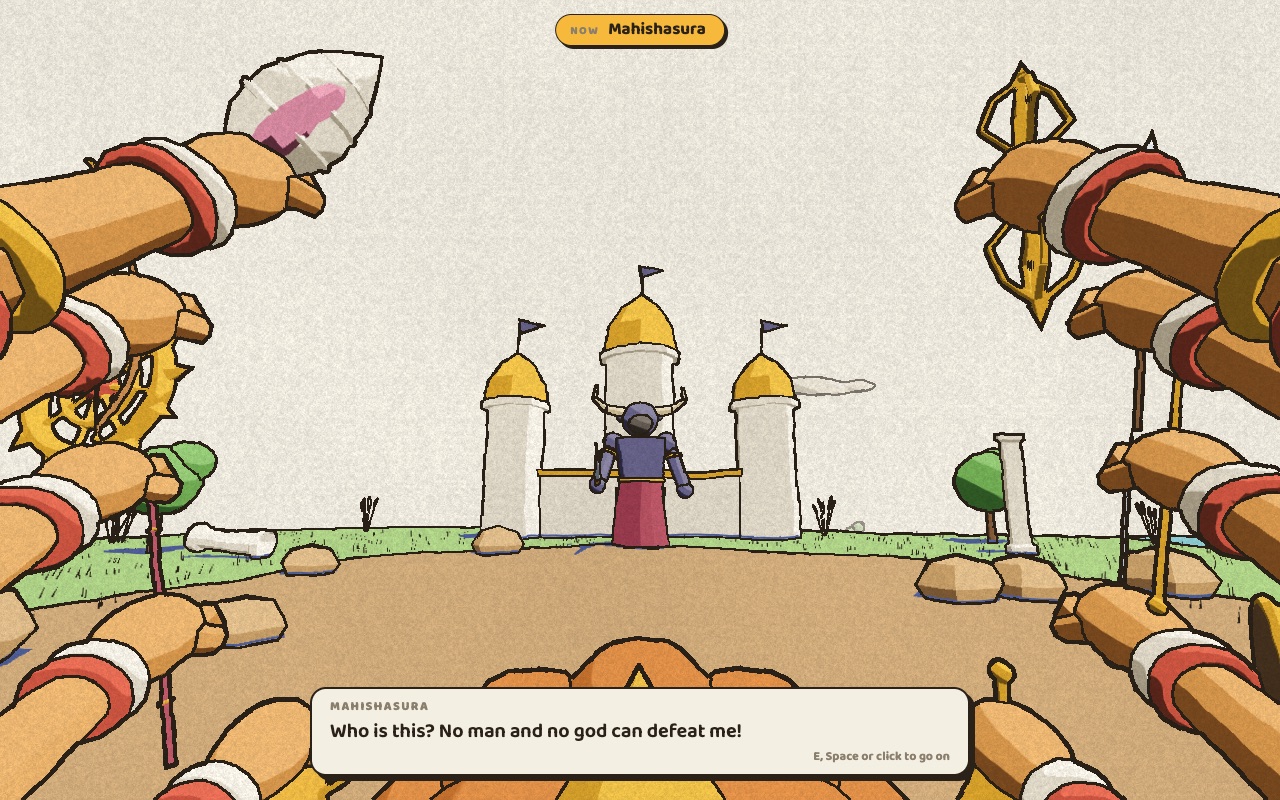 NOW Mahishasura
MAHISHASURA
Who is this? No man and no god can defeat me!
E, Space or click to go on